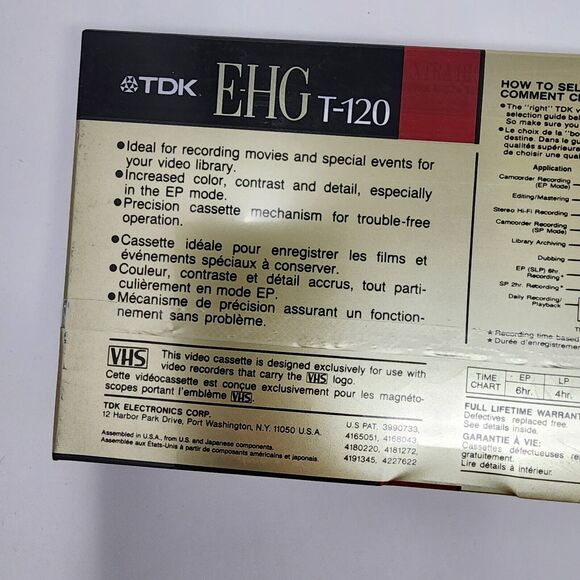 TDK E-HG T-120
●Ideal for recording movies and special events for
your video library.
●Increased color, contrast and detail, especially
in the EP mode.
●Precision cassette mechanism for trouble-free
operation.
●Cassette idéale pour enregistrer les films et
événements spéciaux à conserver.
●Couleur, contraste et détail accrus, tout parti-
culièrement en mode EP.
●Mécanisme de précision assurant un fonction-
nement sans problème.
VHS This video cassette is designed exclusively for use with
video recorders that carry the VHS logo.
Cette vidéocassette est conçue exclusivement pour les magnéto-
scopes portant l'emblème VHS.
TDK ELECTRONICS CORP.
12 Harbor Park Drive, Port Washington, N.Y. 11050 U.S.A.
Assembled in U.S.A., from U.S. and Japanese components.
Assemblée aux États-Unis à partir de composants américains et japonais.
U.S PAT. 3990733,
4165051, 4168043,
4180220, 4181272,
4191345, 4227622
HOW TO SEL
COMMENT C
●The "right" TDK
selection guide be
So make sure you
●Le choix de la
destine. Dans le gu
qualités supérieure
de choisir une qual
Application
Camcorder Recording
(EP Mode)
Editing/Mastering
Stereo Hi-Fi Recording
Camcorder Recording
(SP Mode)
Library Archiving
Dubbing
EP (SLP) 6hr.
Recording*
SP 2hr. Recording*
Daily Recording/
Playback
★Recording time based
★Durée d'enregistremen
TIME
CHART
EP LP
6hr. 4hr.
FULL LIFETIME WARRANT
Defectives replaced free.
See details inside.
GARANTIE À VIE:
Cassettes défectueuses re
gratuitement.
Lire détails à intérieur.